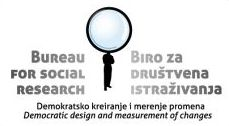 BUREAU
FOR SOCIAL
RESEARCH
BIRO ZA
DRUŠTVENA
ISTRAŽIVANJA
Demokratsko kreiranje i merenje promena
Democratic design and measurement of changes